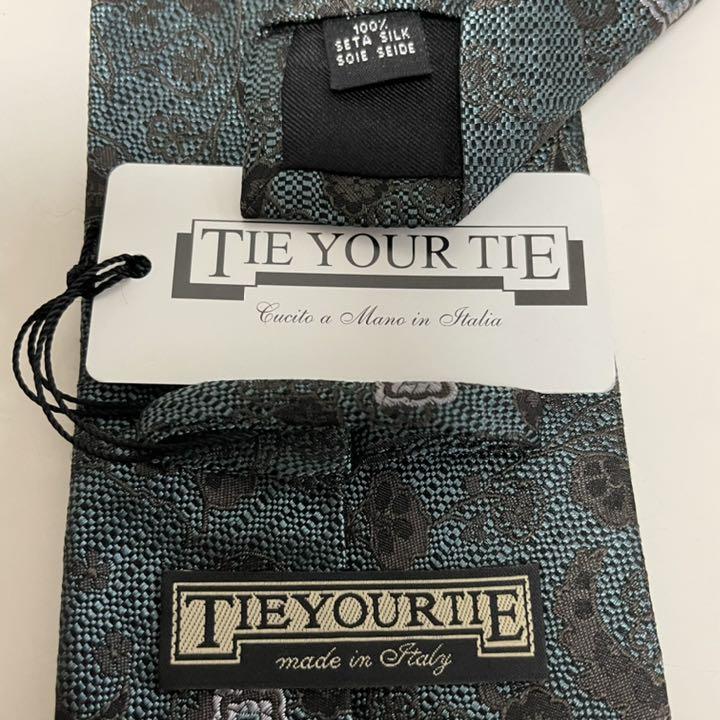 100%
SETA SILK
SOIE SEIDE
TIE YOUR TIE
Cucito a Mano in Italia
TIEYOURTIE
made in Italy